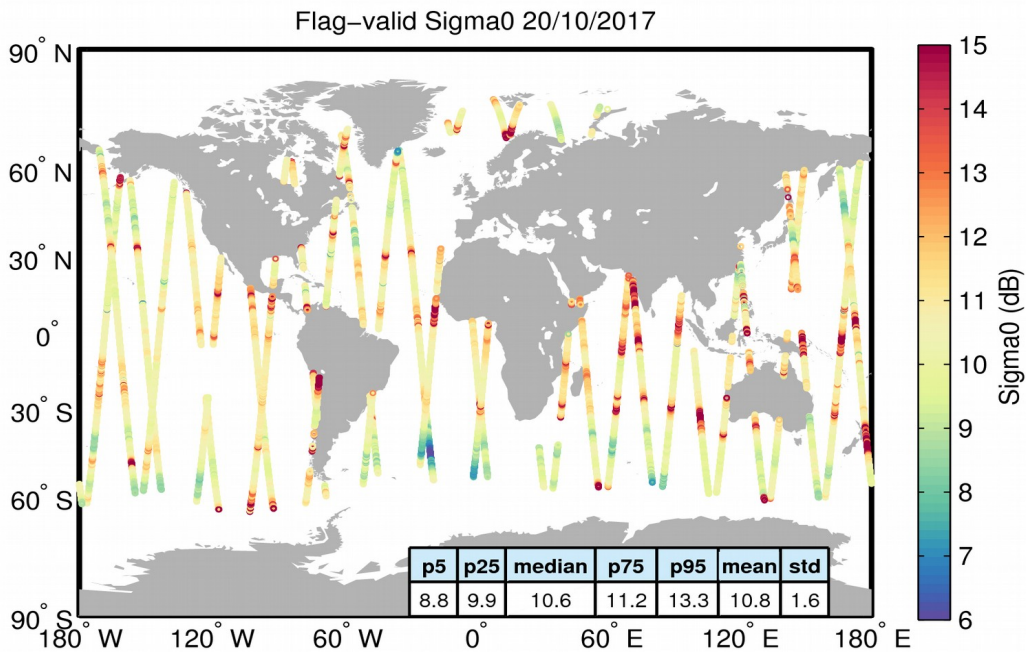 Flag−valid Sigma0 20/10/2017
90° N
60° N
30° N
0°
30° S
60° S
90° S
180° W
120° W
60° W
0°
60° E
120° E
180° E
p5 p25 median p75 p95 mean std
8.8 9.9 10.6 11.2 13.3 10.8 1.6
15
14
13
12
11
10
9
8
7
6
Sigma0 (dB)